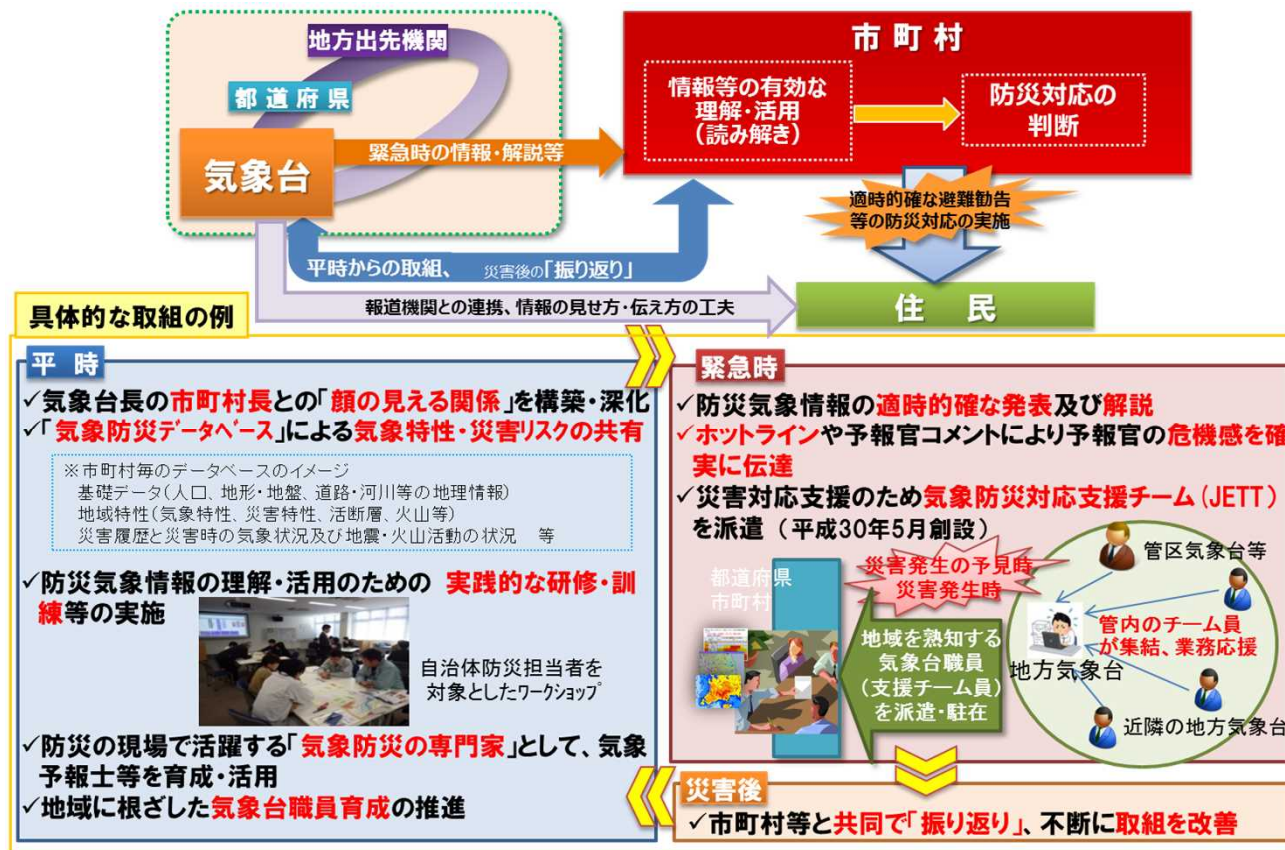 地方出先機関
都道府県
気象台
緊急時の情報・解説等
市町村
情報等の有効な
理解・活用
(読み解き)
防災対応の
判断
適時的確な避難勧告
等の防災対応の実施
平時からの取組、 災害後の「振り返り」
報道機関との連携、情報の見せ方・伝え方の工夫
住 民
具体的な取組の例
平 時
✓気象台長の市町村長との「顔の見える関係」を構築・深化
✓「気象防災データベース」による気象特性・災害リスクの共有
※市町村毎のデータベースのイメージ
基礎データ(人口、地形・地盤、道路・河川等の地理情報)
地域特性(気象特性、災害特性、活断層、火山等)
災害履歴と災害時の気象状況及び地震・火山活動の状況 等
✓防災気象情報の理解・活用のための 実践的な研修・訓
練等の実施
自治体防災担当者を
対象としたワークショップ
✓防災の現場で活躍する「気象防災の専門家」として、気象
予報士等を育成・活用
✓地域に根ざした気象台職員育成の推進
緊急時
✓防災気象情報の適時的確な発表及び解説
✓ホットラインや予報官コメントにより予報官の危機感を確
実に伝達
✓災害対応支援のため気象防災対応支援チーム(JETT)
を派遣(平成30年5月創設)
都道府県
市町村
災害発生の予見時
災害発生時
地域を熟知する
気象台職員
(支援チーム員)
を派遣・駐在
管区気象台等
管内のチーム員
が集結、業務応援
地方気象台
近隣の地方気象台
災害後
✓市町村等と共同で「振り返り」、不断に取組を改善